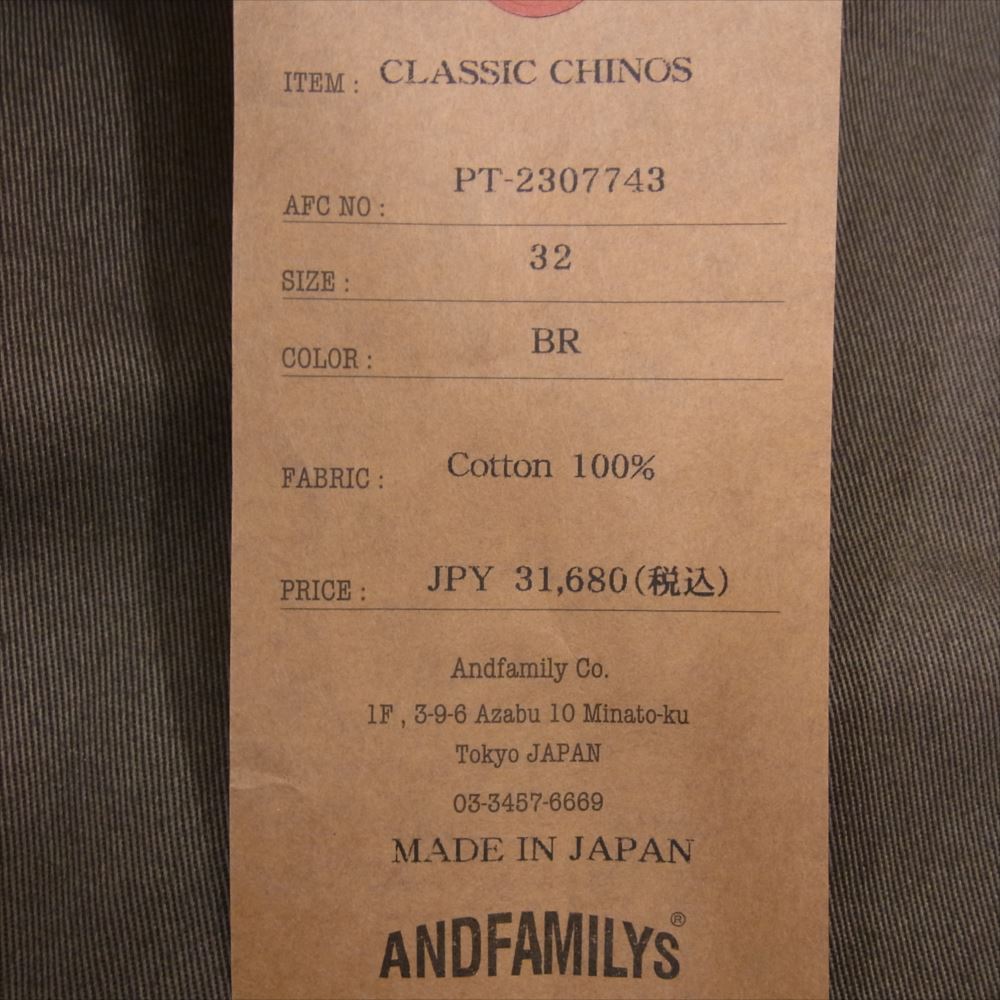 ITEM : CLASSIC CHINOS
AFC NO : PT-2307743
SIZE : 32
COLOR : BR
FABRIC : Cotton 100%
PRICE : JPY 31,680(税込)
Andfamily Co.
1F , 3-9-6 Azabu 10 Minato-ku
Tokyo JAPAN
03-3457-6669
MADE IN JAPAN
ANDFAMILYS®